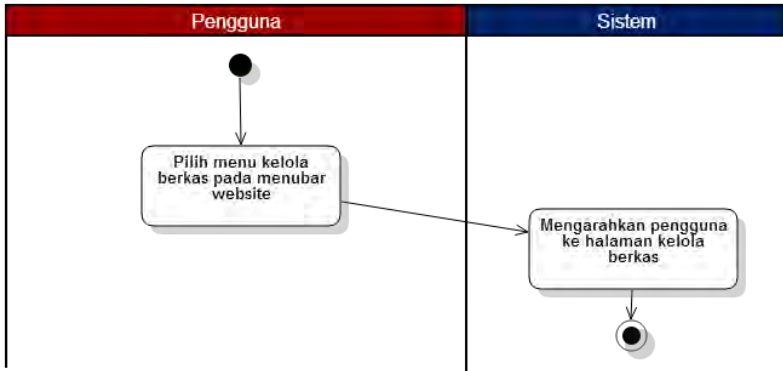 Pengguna
Sistem
Pilih menu kelola
berkas pada menubar
website
Mengarahkan pengguna
ke halaman kelola
berkas